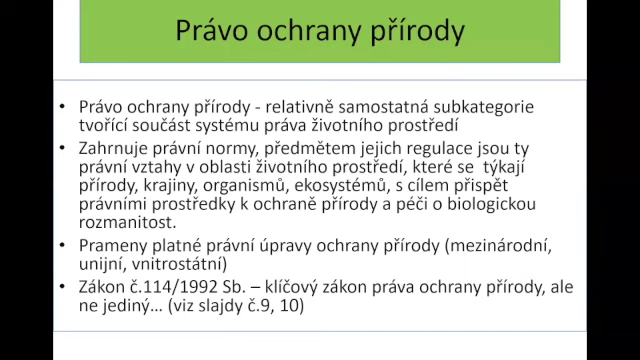 Právo ochrany přírody
• Právo ochrany přírody - relativně samostatná subkategorie
tvořící součást systému práva životního prostředí
• Zahrnuje právní normy, předmětem jejich regulace jsou ty
právní vztahy v oblasti životního prostředí, které se  týkají
přírody, krajiny, organismů, ekosystémů, s cílem přispět
právními prostředky k ochraně přírody a péči o biologickou
rozmanitost.
• Prameny platné právní úpravy ochrany přírody (mezinárodní,
unijní, vnitrostátní)
• Zákon č.114/1992 Sb. – klíčový zákon práva ochrany přírody, ale
ne jediný… (viz slajdy č.9, 10)